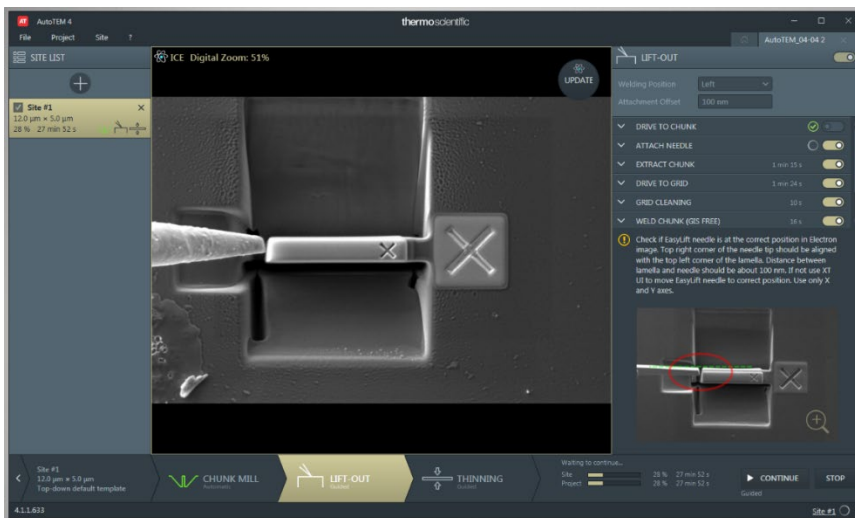 AutoTEM 4
thermoscientific
File Project Site ?
AutoTEM_04-04 2
SITE LIST
Site #1
12.0 µm × 5.0 µm
28 % 27 min 52 s
ICE Digital Zoom: 51%
UPDATE
LIFT-OUT
Welding Position Left
Attachment Offset 100 nm
DRIVE TO CHUNK
ATTACH NEEDLE
EXTRACT CHUNK 1 min 15 s
DRIVE TO GRID 1 min 24 s
GRID CLEANING 10 s
WELD CHUNK (GIS FREE) 16 s
Check if EasyLift needle is at the correct position in Electron
image. Top right corner of the needle tip should be aligned
with the top left corner of the lamella. Distance between
lamella and needle should be about 100 nm. If not use XT
UI to move EasyLift needle to correct position. Use only X
and Y axes.
Site #1
12.0 µm × 5.0 µm
Top-down default template
CHUNK MILL
Automatic
LIFT-OUT
Guided
THINNING
Guided
Waiting to continue...
Site 28 % 27 min 52 s
Project 28 % 27 min 52 s
CONTINUE
Guided
STOP
4.1.1.633
Site #1